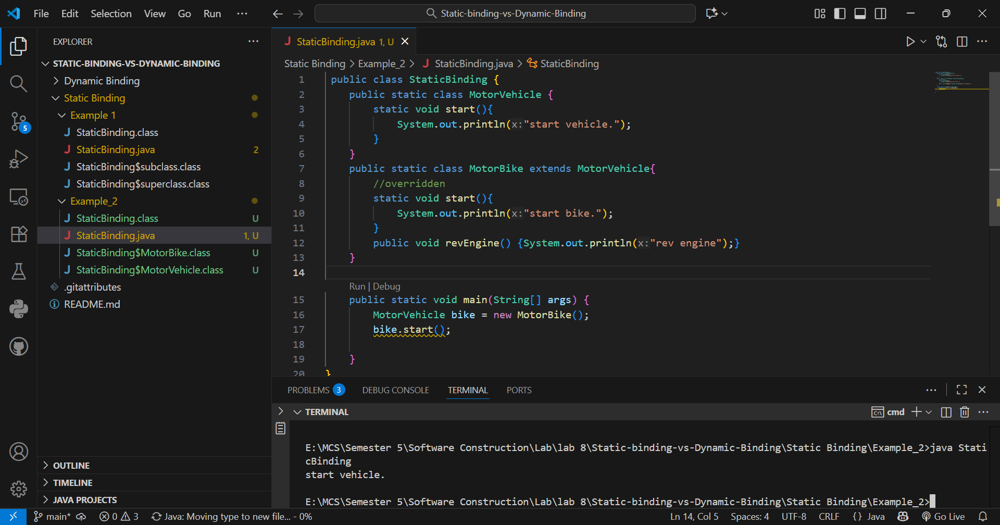 File Edit Selection View Go Run ··· Static-binding-vs-Dynamic-Binding
EXPLORER ···
STATIC-BINDING-VS-DYNAMIC-BINDING
Dynamic Binding
Static Binding
Example 1
StaticBinding.class
StaticBinding.java 2
StaticBinding$subclass.class
StaticBinding$superclass.class
Example_2
StaticBinding.class U
StaticBinding.java 1, U
StaticBinding$MotorBike.class U
StaticBinding$MotorVehicle.class U
.gitattributes
README.md
5
OUTLINE
TIMELINE
JAVA PROJECTS
StaticBinding.java 1, U
Static Binding > Example_2 > StaticBinding.java > StaticBinding
1 public class StaticBinding {
2 public static class MotorVehicle {
3 static void start(){
4 System.out.println(x:"start vehicle.");
5 }
6 }
7 public static class MotorBike extends MotorVehicle{
8 //overridden
9 static void start(){
10 System.out.println(x:"start bike.");
11 }
12 public void revEngine() {System.out.println(x:"rev engine");}
13 }
14
Run | Debug
15 public static void main(String[] args) {
16 MotorVehicle bike = new MotorBike();
17 bike.start();
18
19 }
20 }
PROBLEMS 3 DEBUG CONSOLE TERMINAL PORTS
TERMINAL cmd
E:\MCS\Semester 5\Software Construction\Lab\lab 8\Static-binding-vs-Dynamic-Binding\Static Binding\Example_2>java Stati
cBinding
start vehicle.
E:\MCS\Semester 5\Software Construction\Lab\lab 8\Static-binding-vs-Dynamic-Binding\Static Binding\Example_2>
main* 0 3 Java: Moving type to new file... - 0% Ln 14, Col 5 Spaces: 4 UTF-8 CRLF {} Java Go Live